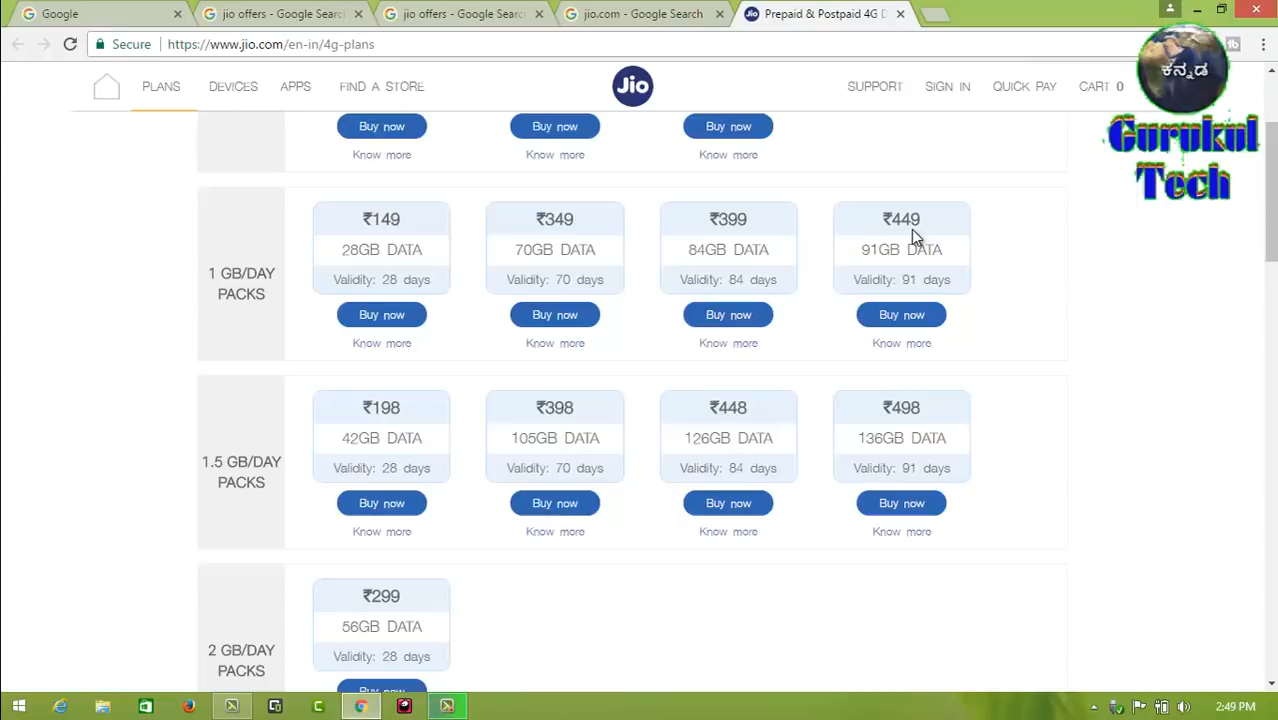 Google
jio offers - Google Searc
jio offers - Google Searc
jio.com - Google Search
Prepaid & Postpaid 4G D
Secure
https://www.jio.com/en-in/4g-plans
ಕನ್ನಡ
Gurukul
Tech
PLANS
DEVICES
APPS
FIND A STORE
Jio
SUPPORT
SIGN IN
QUICK PAY
CART 0
Buy now
Buy now
Buy now
Know more
Know more
Know more
1 GB/DAY
PACKS
₹149
₹349
₹399
₹449
28GB DATA
70GB DATA
84GB DATA
91GB DATA
Validity: 28 days
Validity: 70 days
Validity: 84 days
Validity: 91 days
Buy now
Buy now
Buy now
Buy now
Know more
Know more
Know more
Know more
1.5 GB/DAY
PACKS
₹198
₹398
₹448
₹498
42GB DATA
105GB DATA
126GB DATA
136GB DATA
Validity: 28 days
Validity: 70 days
Validity: 84 days
Validity: 91 days
Buy now
Buy now
Buy now
Buy now
Know more
Know more
Know more
Know more
2 GB/DAY
PACKS
₹299
56GB DATA
Validity: 28 days
Buy now
2:49 PM